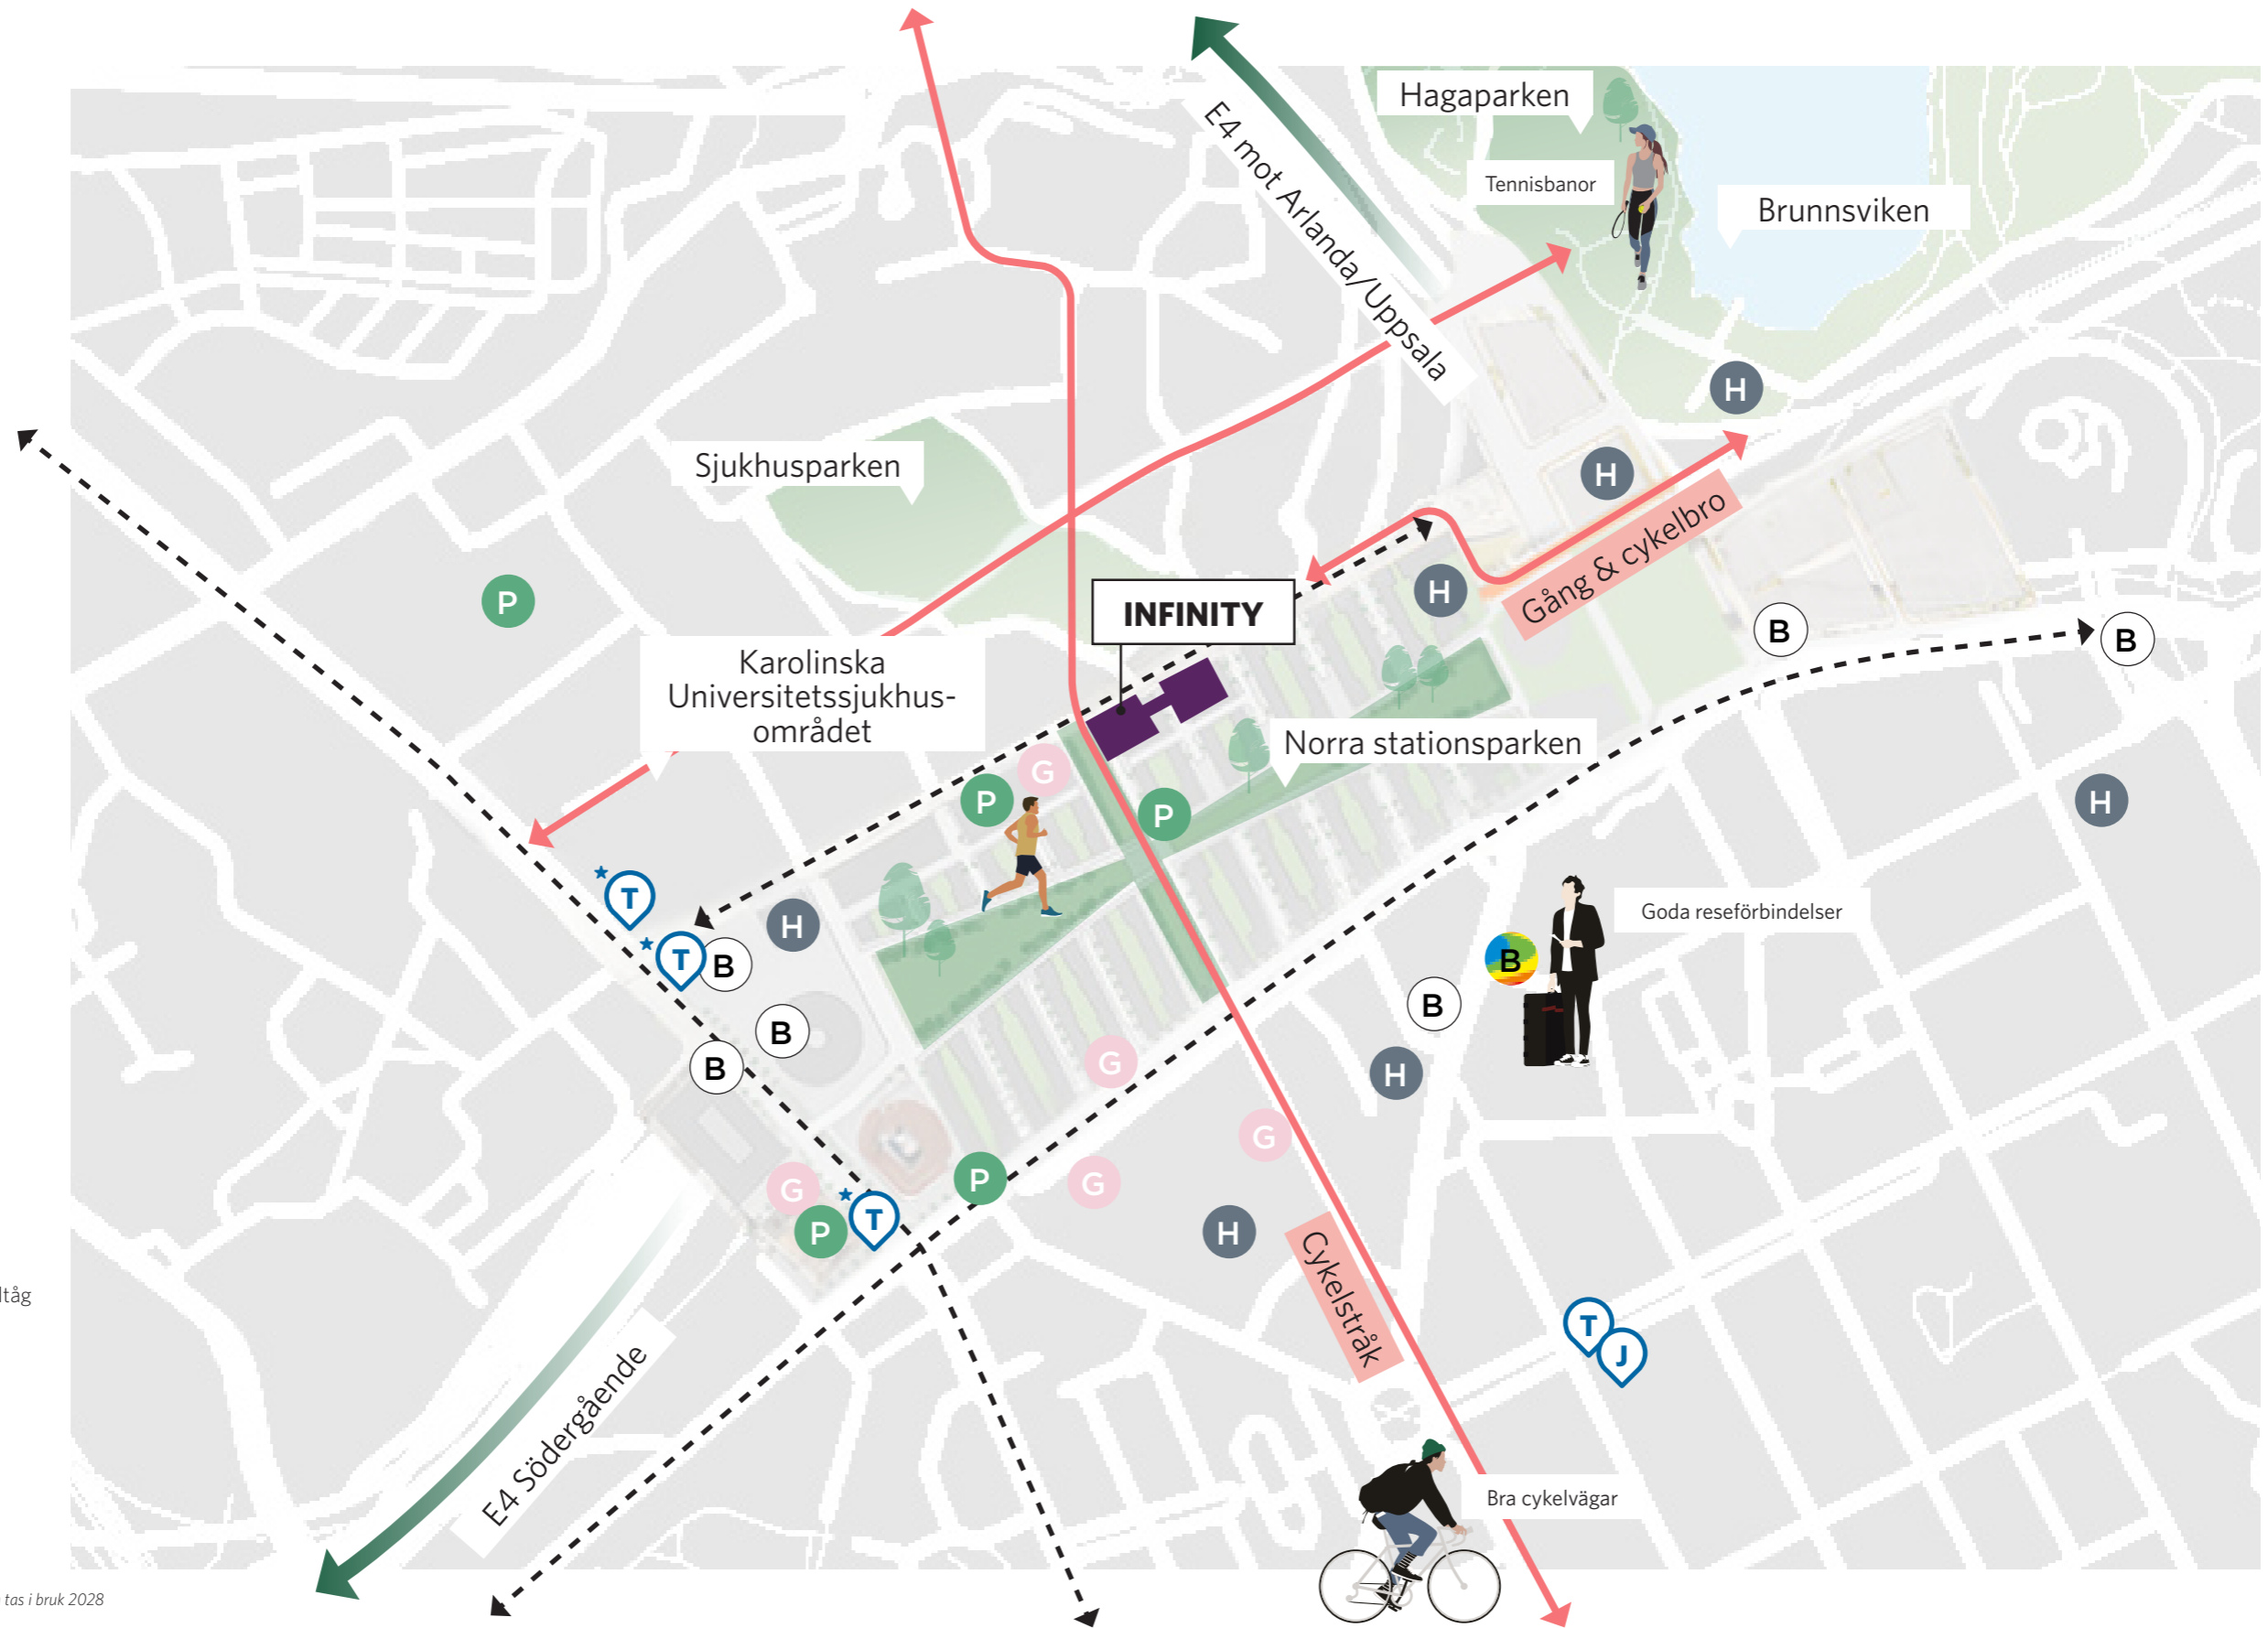 Hagaparken
E4 mot Arlanda/Uppsala
Tennisbanor
Brunnsviken
H
Sjukhusparken
H
Gång & cykelbro
H
P
INFINITY
B
B
Karolinska
Universitetssjukhus-
området
Norra stationsparken
G
P
P
H
T
H
Goda reseförbindelser
T
B
B
B
B
B
G
H
G
G
G
P
T
P
H
Cykelstråk
ltåg
T
J
E4 Södergående
Bra cykelvägar
tas i bruk 2028